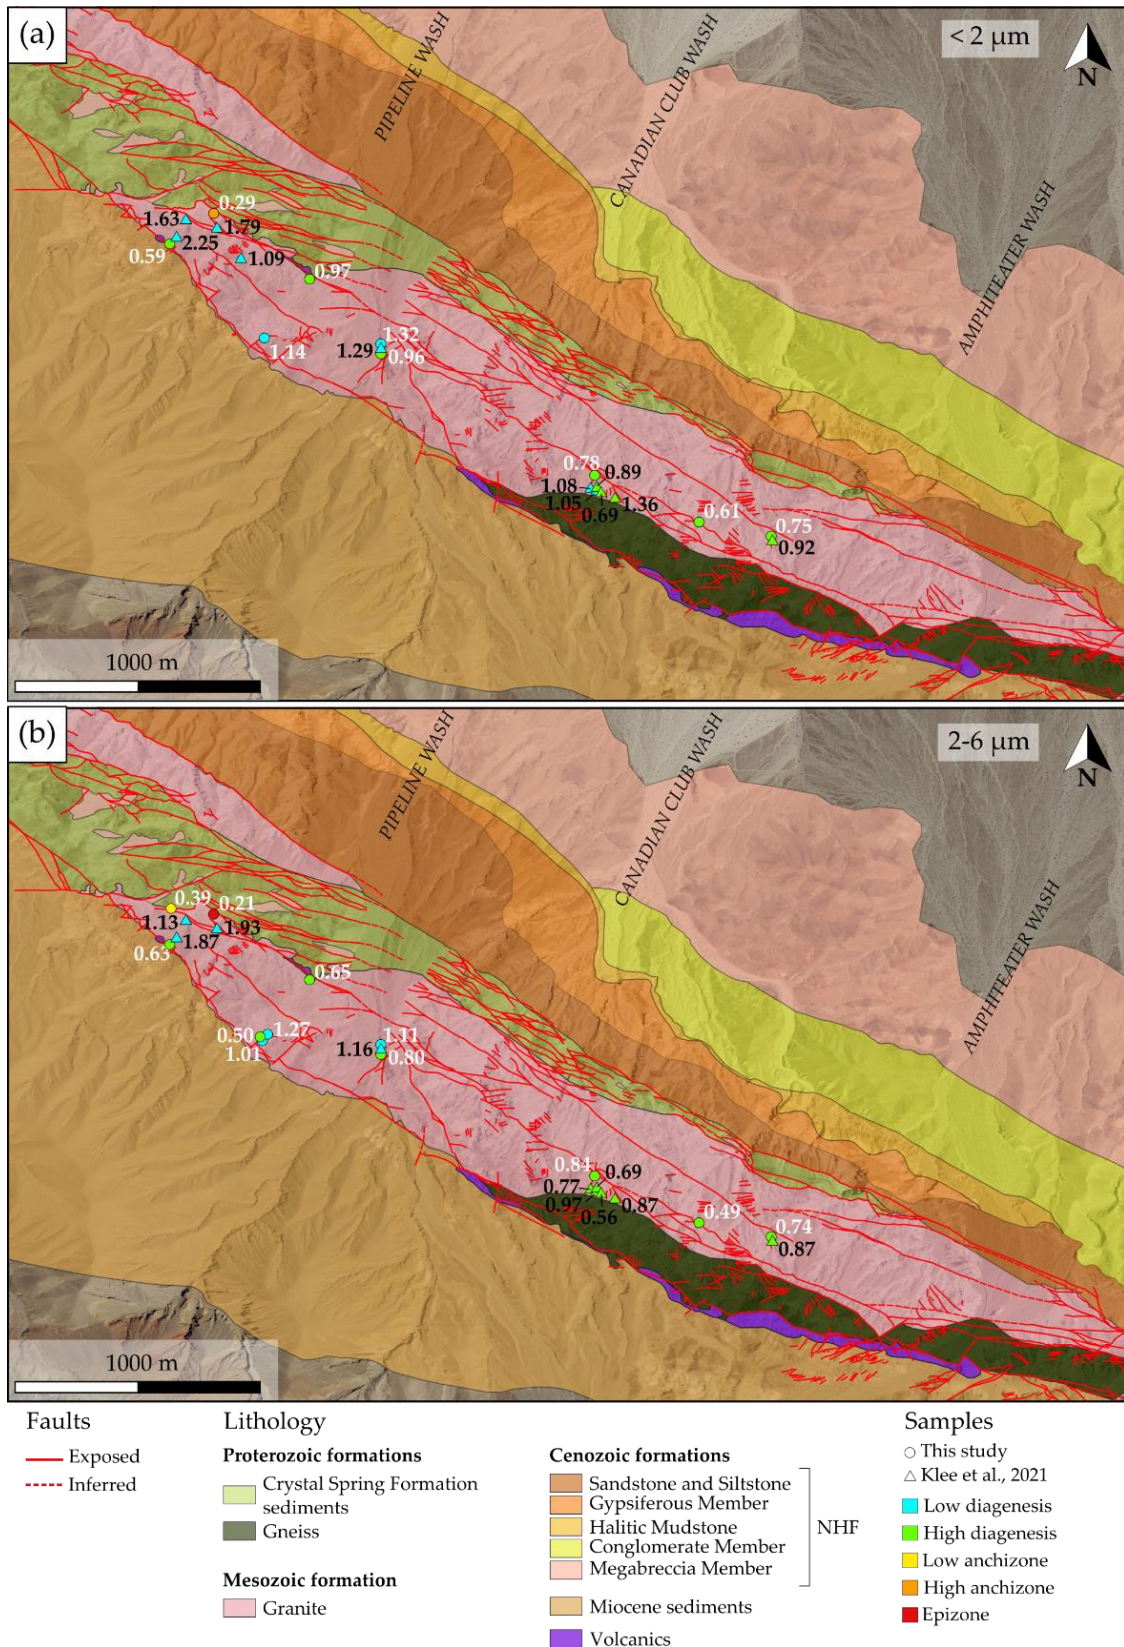 (a)
< 2 µm
N
PIPELINE WASH
CANADIAN CLUB WASH
AMPHITEATER WASH
0.29
1.63
1.79
2.25
0.59
1.09
0.97
1.14
1.32
1.29
0.96
0.78
0.89
1.08
1.05
1.36
0.69
0.61
0.75
0.92
1000 m
(b)
2-6 µm
N
PIPELINE WASH
CANADIAN CLUB WASH
AMPHITEATER WASH
0.39
0.21
1.13
1.93
1.87
0.63
0.65
0.50
1.27
1.01
1.11
1.16
0.80
0.84
0.69
0.77
0.97
0.87
0.56
0.49
0.74
0.87
1000 m
Faults
Exposed
Inferred
Lithology
Proterozoic formations
Crystal Spring Formation
sediments
Gneiss
Mesozoic formation
Granite
Cenozoic formations
Sandstone and Siltstone
Gypsiferous Member
Halitic Mudstone
Conglomerate Member
Megabreccia Member
NHF
Miocene sediments
Volcanics
Samples
This study
Klee et al., 2021
Low diagenesis
High diagenesis
Low anchizone
High anchizone
Epizone